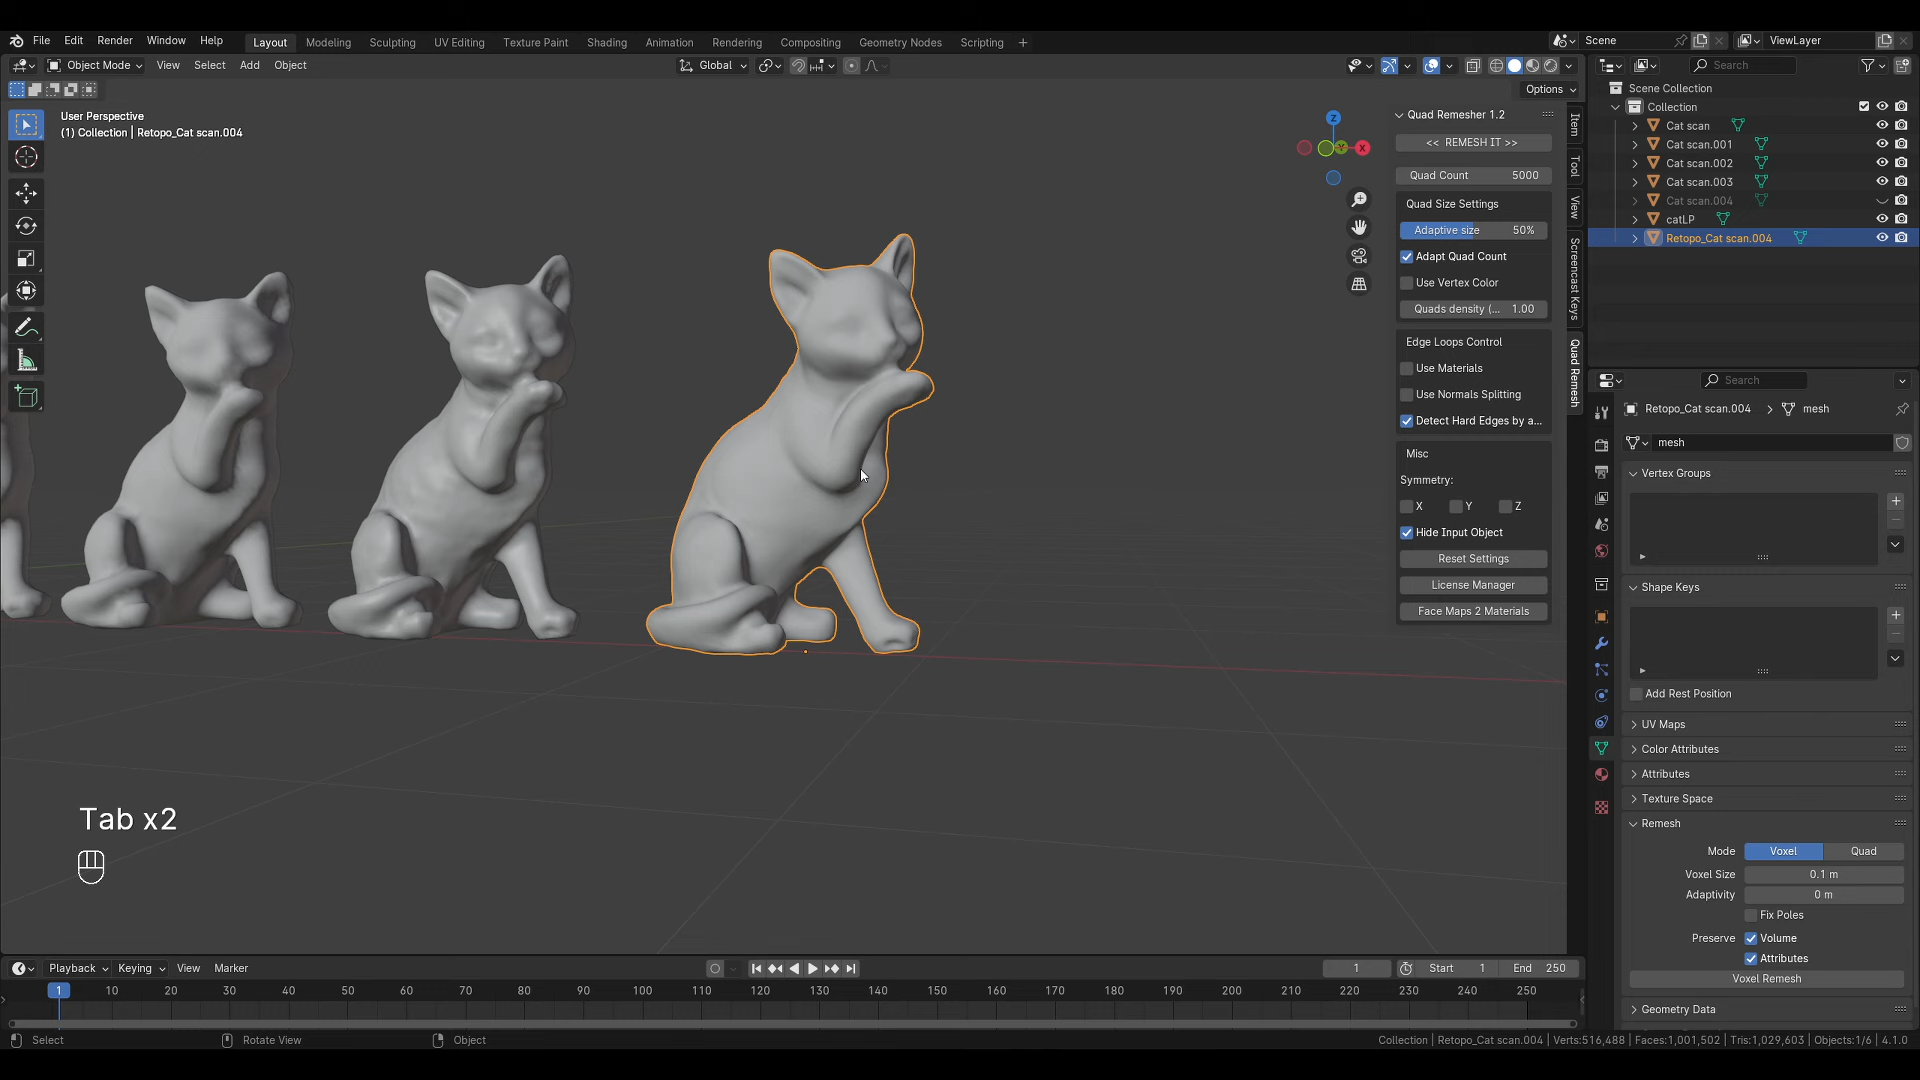 File Edit Render Window Help Layout Modeling Sculpting UV Editing Texture Paint Shading Animation Rendering Compositing Geometry Nodes Scripting + Scene ViewLayer
Object Mode View Select Add Object Global Search
Options
User Perspective
(1) Collection | Retopo_Cat scan.004
Z
X
Y
Quad Remesher 1.2
<< REMESH IT >>
Quad Count 5000
Quad Size Settings
Adaptive size 50%
Adapt Quad Count
Use Vertex Color
Quads density (... 1.00
Edge Loops Control
Use Materials
Use Normals Splitting
Detect Hard Edges by a...
Misc
Symmetry:
X Y Z
Hide Input Object
Reset Settings
License Manager
Face Maps 2 Materials
Item
Tool
View
Screencast Keys
Quad Remesh
Scene Collection
Collection
Cat scan
Cat scan.001
Cat scan.002
Cat scan.003
Cat scan.004
catLP
Retopo_Cat scan.004
Search
Retopo_Cat scan.004 > mesh
mesh
Vertex Groups
Shape Keys
Add Rest Position
UV Maps
Color Attributes
Attributes
Texture Space
Remesh
Mode Voxel Quad
Voxel Size 0.1 m
Adaptivity 0 m
Fix Poles
Preserve Volume
Attributes
Voxel Remesh
Geometry Data
Tab x2
Playback Keying View Marker 1 Start 1 End 250
1 10 20 30 40 50 60 70 80 90 100 110 120 130 140 150 160 170 180 190 200 210 220 230 240 250
Select Rotate View Object Collection | Retopo_Cat scan.004 | Verts:516,488 | Faces:1,001,502 | Tris:1,029,603 | Objects:1/6 | 4.1.0